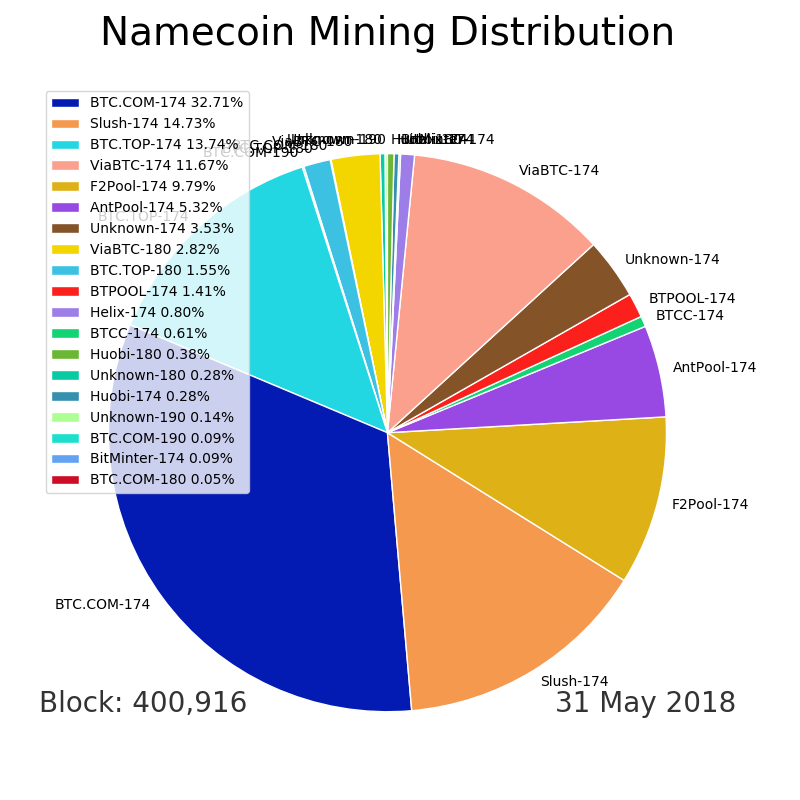 Namecoin Mining Distribution
BTC.COM-174 32.71%
Slush-174 14.73%
BTC.TOP-174 13.74%
ViaBTC-174 11.67%
F2Pool-174 9.79%
AntPool-174 5.32%
Unknown-174 3.53%
ViaBTC-180 2.82%
BTC.TOP-180 1.55%
BTPOOL-174 1.41%
Helix-174 0.80%
BTCC-174 0.61%
Huobi-180 0.38%
Unknown-180 0.28%
Huobi-174 0.28%
Unknown-190 0.14%
BTC.COM-190 0.09%
BitMinter-174 0.09%
BTC.COM-180 0.05%
BTC.COM-190
ViaBTC-174
BTC.TOP-174
Unknown-174
BTPOOL-174
BTCC-174
AntPool-174
F2Pool-174
BTC.COM-174
Slush-174
Block: 400,916
31 May 2018